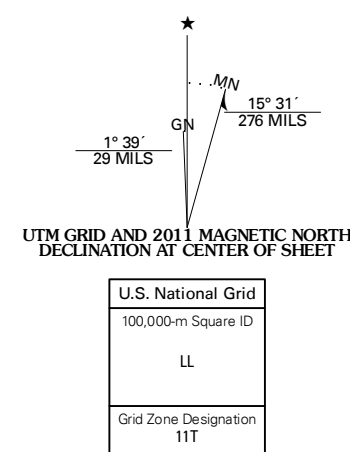 ★
MN
15° 31´
276 MILS
GN
1° 39´
29 MILS
UTM GRID AND 2011 MAGNETIC NORTH
DECLINATION AT CENTER OF SHEET
U.S. National Grid
100,000-m Square ID
LL
Grid Zone Designation
11T